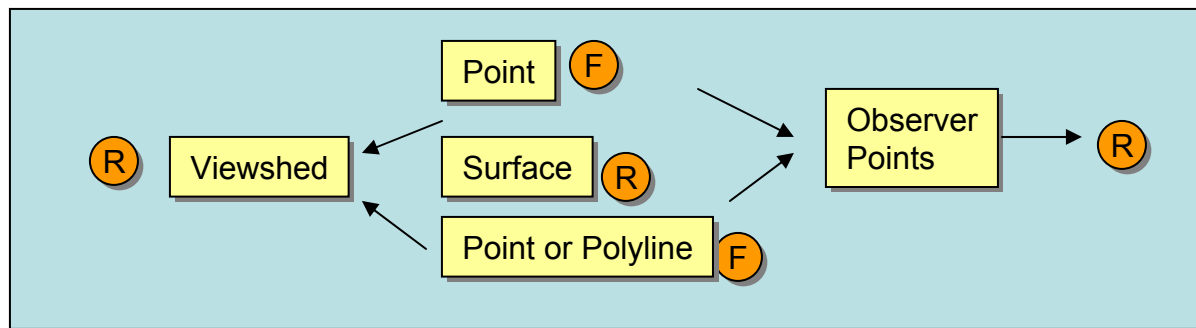 Point
F
Observer
Points
R
Viewshed
Surface
R
R
Point or Polyline
F